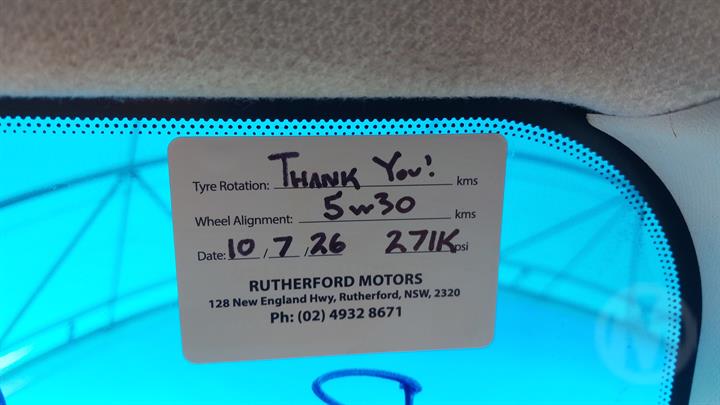 Tyre Rotation: THANK YOU! kms
Wheel Alignment: 5w30 kms
Date: 10 / 7 / 26 271K psi
RUTHERFORD MOTORS
128 New England Hwy, Rutherford, NSW, 2320
Ph: (02) 4932 8671